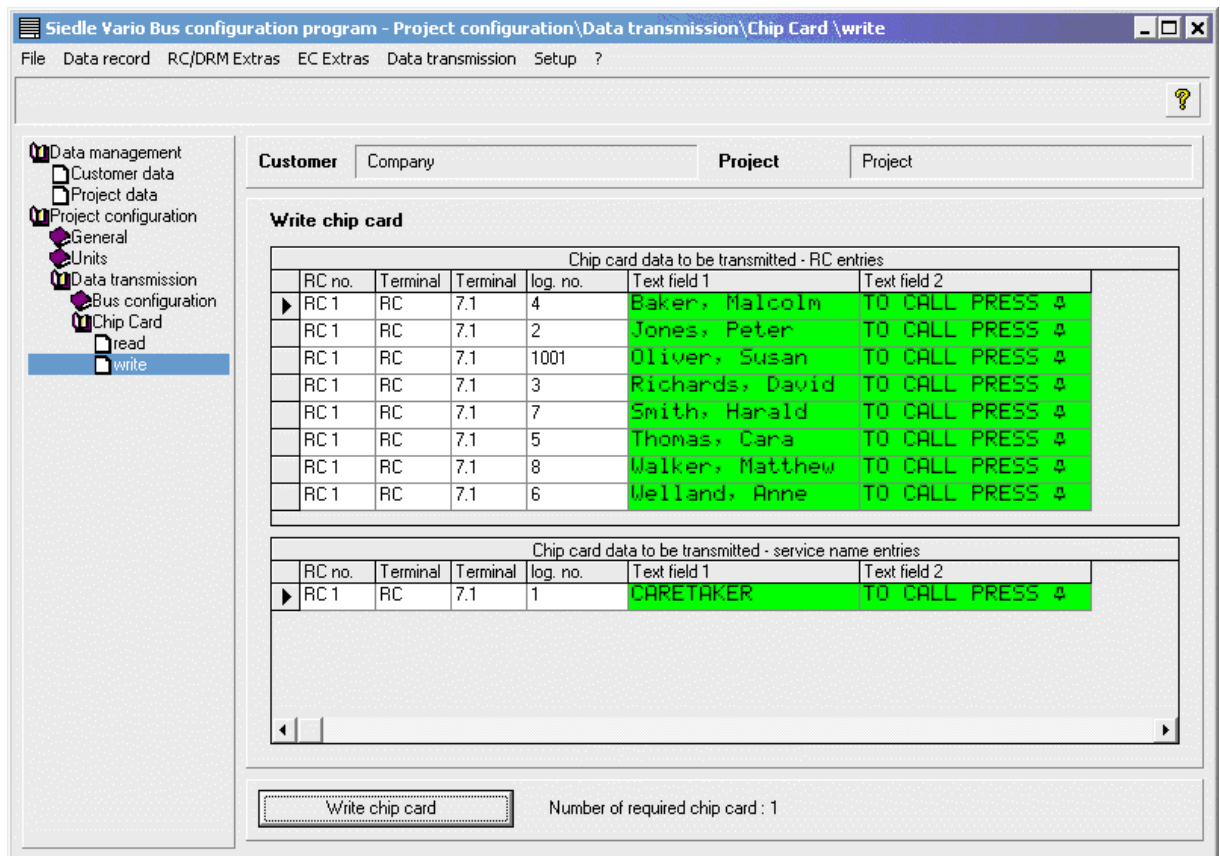 Siedle Vario Bus configuration program - Project configuration\Data transmission\Chip Card \write
File Data record RC/DRM Extras EC Extras Data transmission Setup ?
Data management
Customer data
Project data
Project configuration
General
Units
Data transmission
Bus configuration
Chip Card
read
write
Customer Company Project Project
Write chip card
Chip card data to be transmitted - RC entries
RC no. Terminal Terminal log. no. Text field 1 Text field 2
RC 1 RC 7.1 4 Baker, Malcolm TO CALL PRESS
RC 1 RC 7.1 2 Jones, Peter TO CALL PRESS
RC 1 RC 7.1 1001 Oliver, Susan TO CALL PRESS
RC 1 RC 7.1 3 Richards, David TO CALL PRESS
RC 1 RC 7.1 7 Smith, Harald TO CALL PRESS
RC 1 RC 7.1 5 Thomas, Cara TO CALL PRESS
RC 1 RC 7.1 8 Walker, Matthew TO CALL PRESS
RC 1 RC 7.1 6 Welland, Anne TO CALL PRESS
Chip card data to be transmitted - service name entries
RC no. Terminal Terminal log. no. Text field 1 Text field 2
RC 1 RC 7.1 1 CARETAKER TO CALL PRESS
Write chip card Number of required chip card : 1